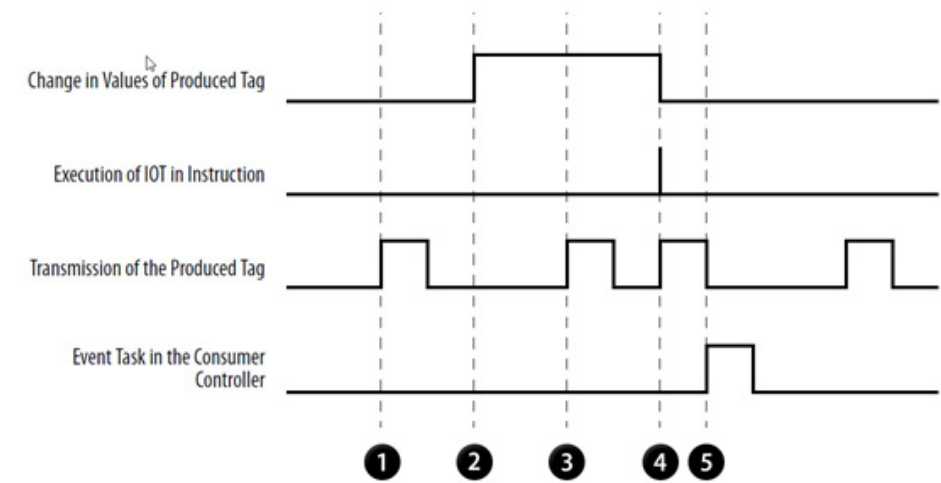 Change in Values of Produced Tag
Execution of IOT in Instruction
Transmission of the Produced Tag
Event Task in the Consumer
Controller
1 2 3 4 5